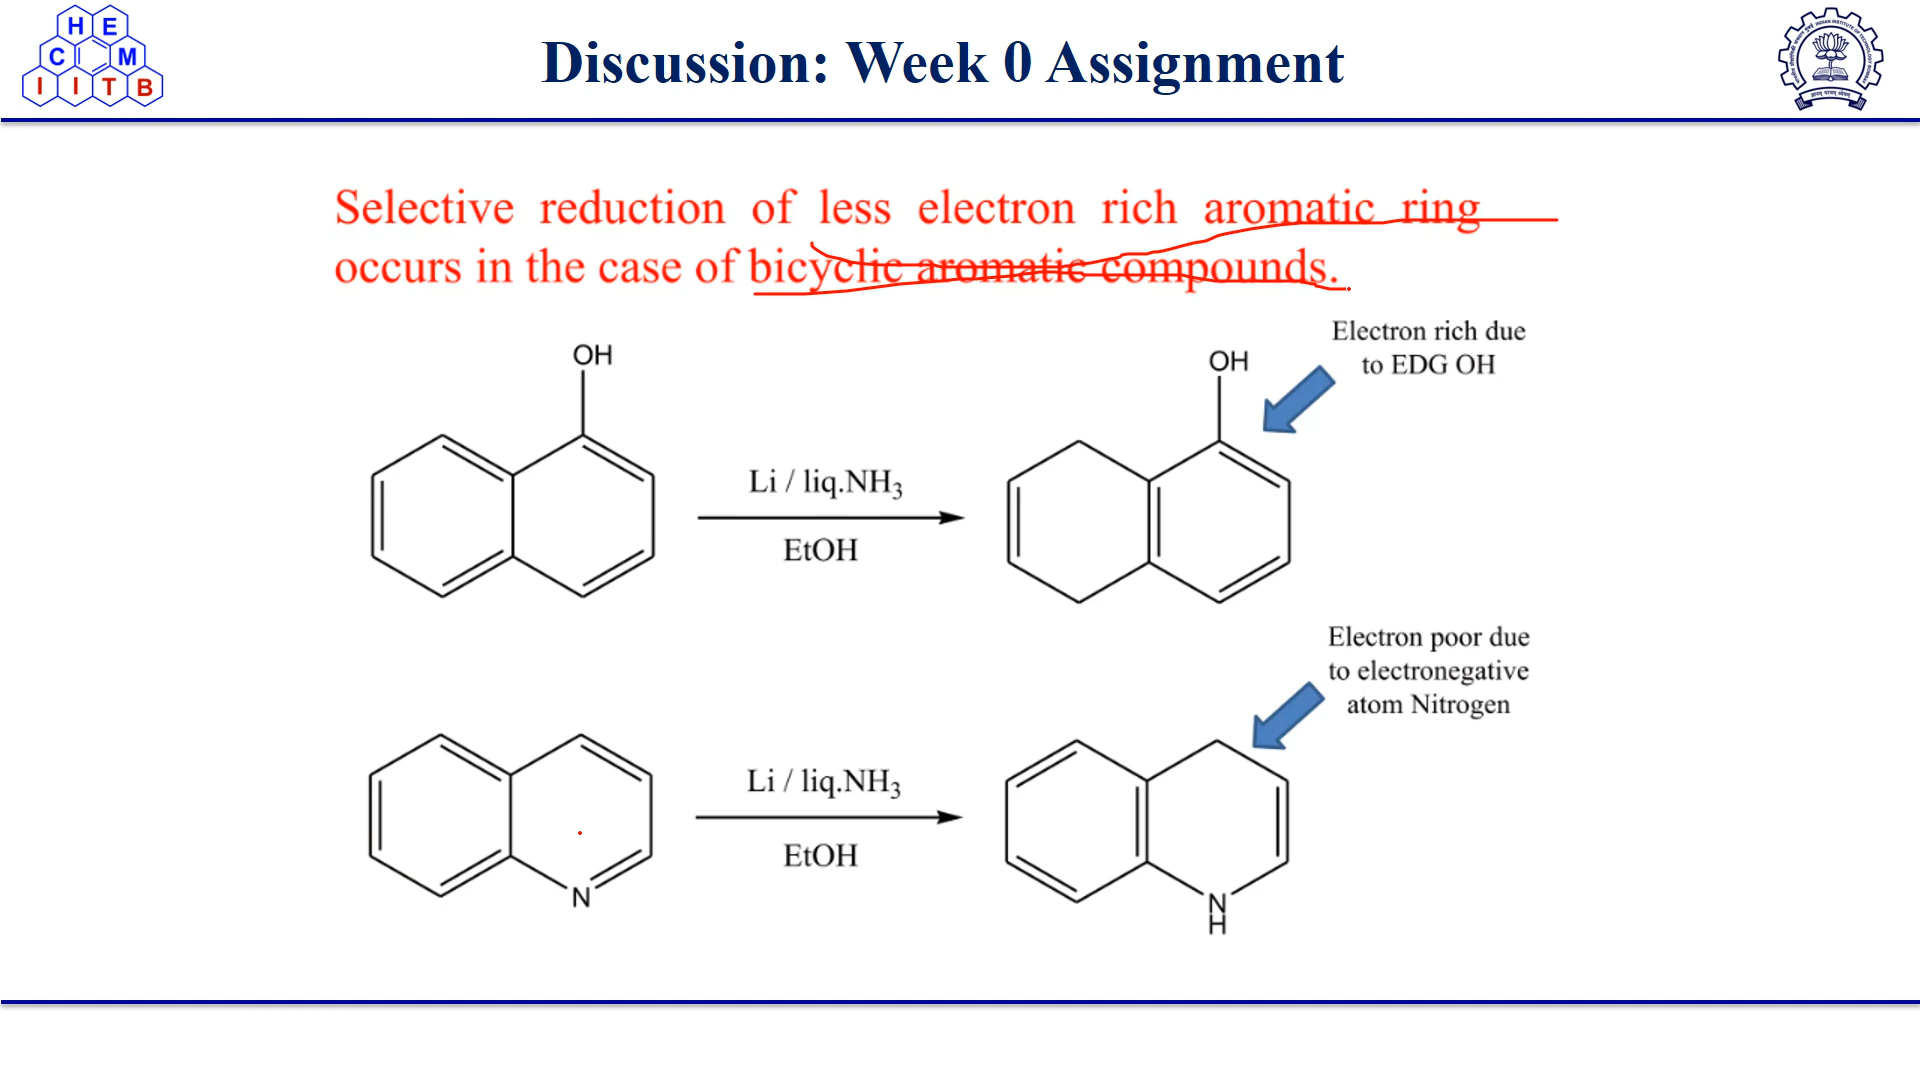 H E
C M
I I T B
Discussion: Week 0 Assignment
Selective reduction of less electron rich aromatic ring
occurs in the case of bicyclic aromatic compounds.
Electron rich due
to EDG OH
OH
OH
Li / liq.NH3
EtOH
Electron poor due
to electronegative
atom Nitrogen
Li / liq.NH3
EtOH
N
N
H